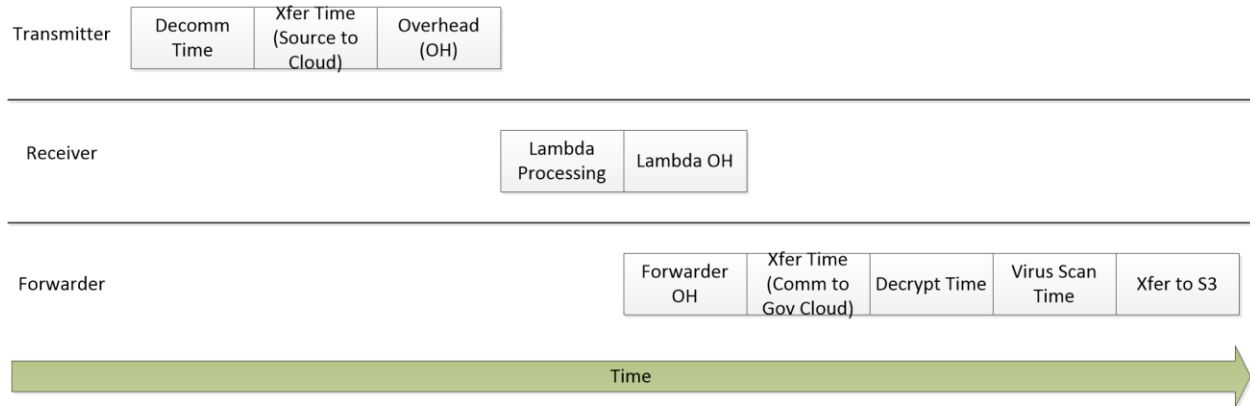 Transmitter
Decomm
Time
Xfer Time
(Source to
Cloud)
Overhead
(OH)
Receiver
Lambda
Processing
Lambda OH
Forwarder
Forwarder
OH
Xfer Time
(Comm to
Gov Cloud)
Decrypt Time
Virus Scan
Time
Xfer to S3
Time